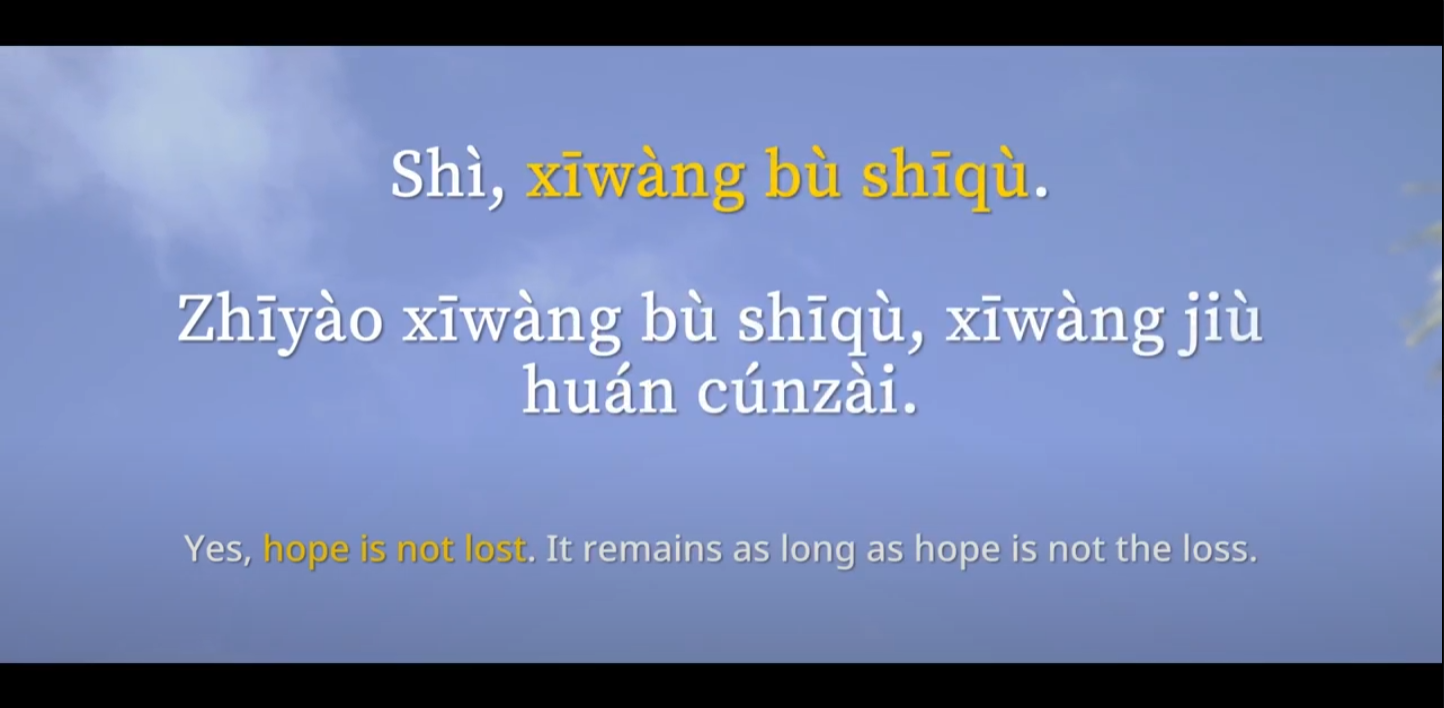 Shì, xīwàng bù shīqù.
Zhīyào xīwàng bù shīqù, xīwàng jiù
huán cúnzài.
Yes, hope is not lost. It remains as long as hope is not the loss.